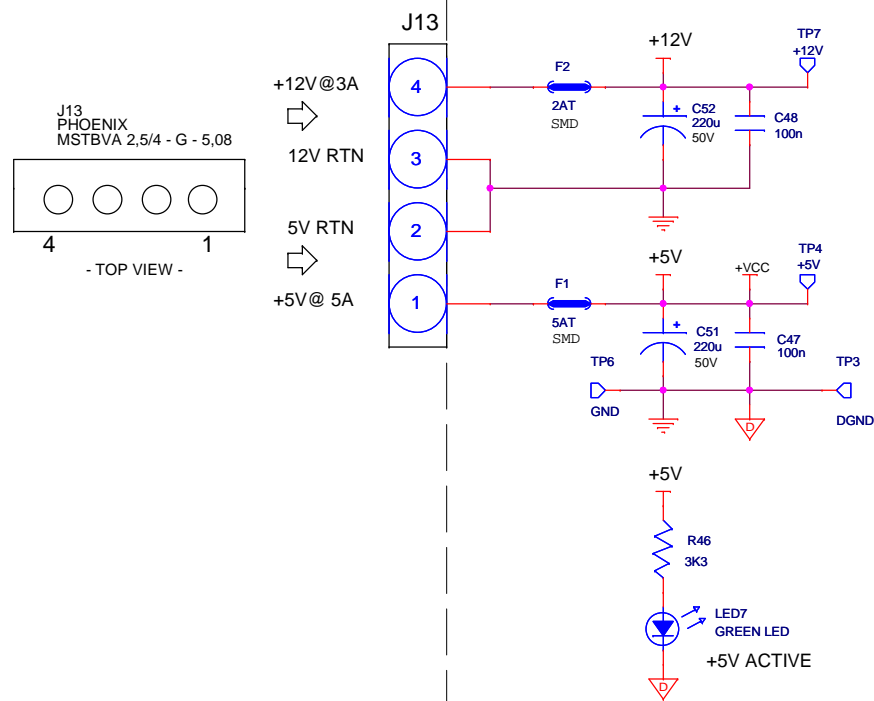 J13
+12V@3A
12V RTN
5V RTN
+5V@ 5A
4
3
2
1
J13
PHOENIX
MSTBVA 2,5/4 - G - 5,08
4
1
- TOP VIEW -
F2
2AT
SMD
+12V
C52
220u
50V
C48
100n
TP7
+12V
F1
5AT
SMD
+5V
C51
220u
50V
+VCC
C47
100n
TP4
+5V
TP6
GND
TP3
DGND
D
+5V
R46
3K3
LED7
GREEN LED
+5V ACTIVE
D